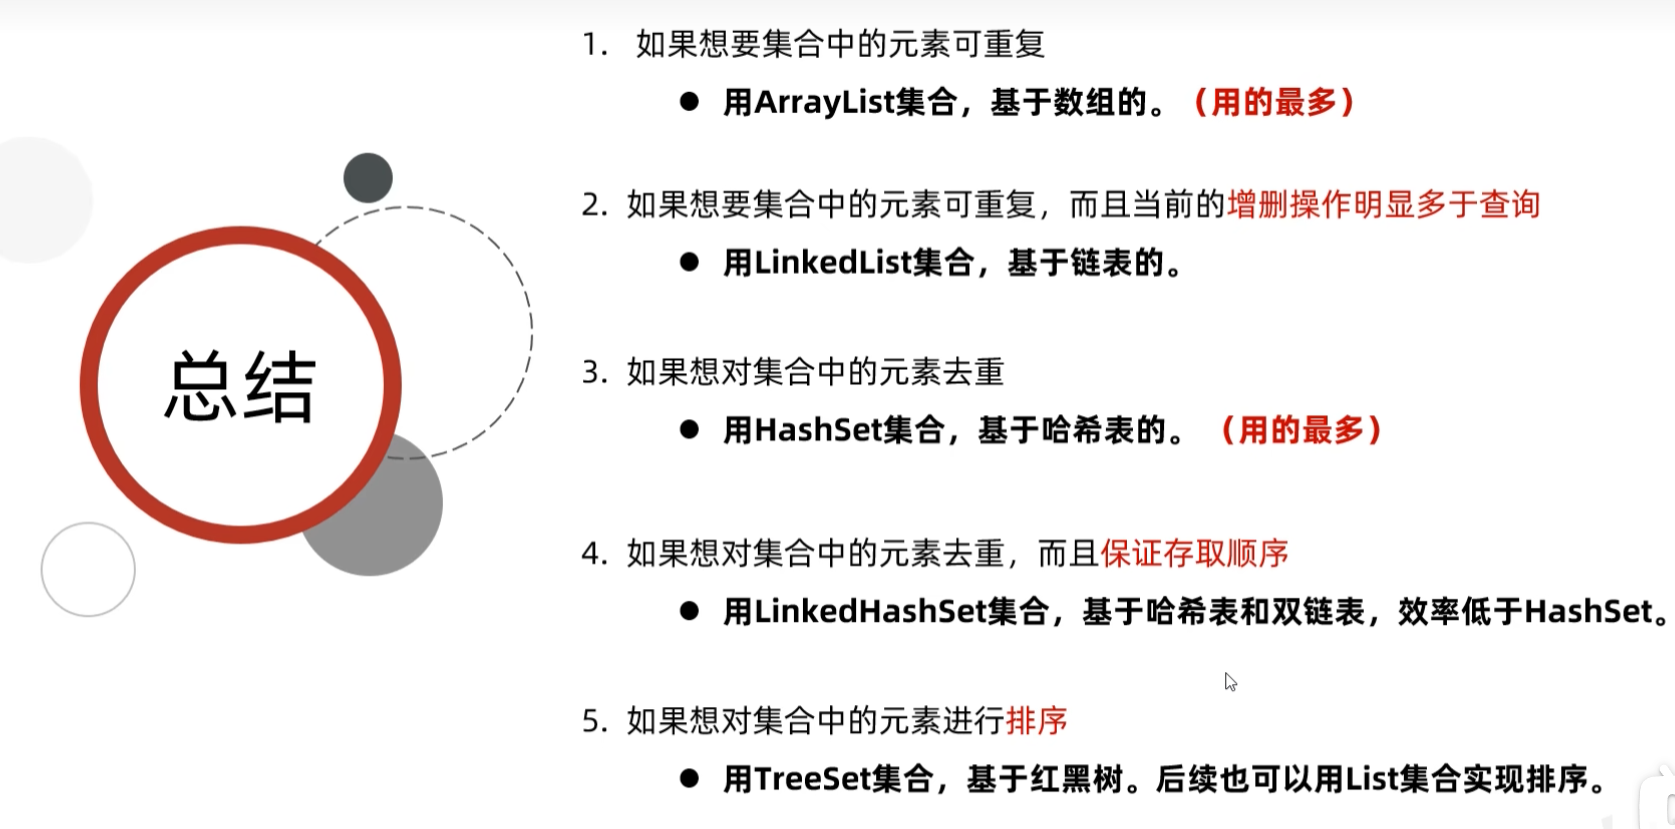 总结
1. 如果想要集合中的元素可重复
● 用ArrayList集合，基于数组的。（用的最多）
2. 如果想要集合中的元素可重复，而且当前的增删操作明显多于查询
● 用LinkedList集合，基于链表的。
3. 如果想对集合中的元素去重
● 用HashSet集合，基于哈希表的。（用的最多）
4. 如果想对集合中的元素去重，而且保证存取顺序
● 用LinkedHashSet集合，基于哈希表和双链表，效率低于HashSet。
5. 如果想对集合中的元素进行排序
● 用TreeSet集合，基于红黑树。后续也可以用List集合实现排序。